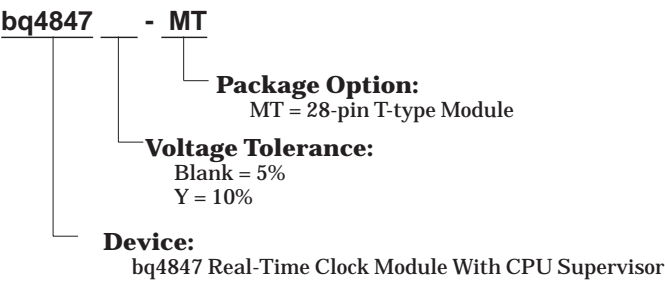 bq4847 - MT
Package Option:
MT = 28-pin T-type Module
Voltage Tolerance:
Blank = 5%
Y = 10%
Device:
bq4847 Real-Time Clock Module With CPU Supervisor